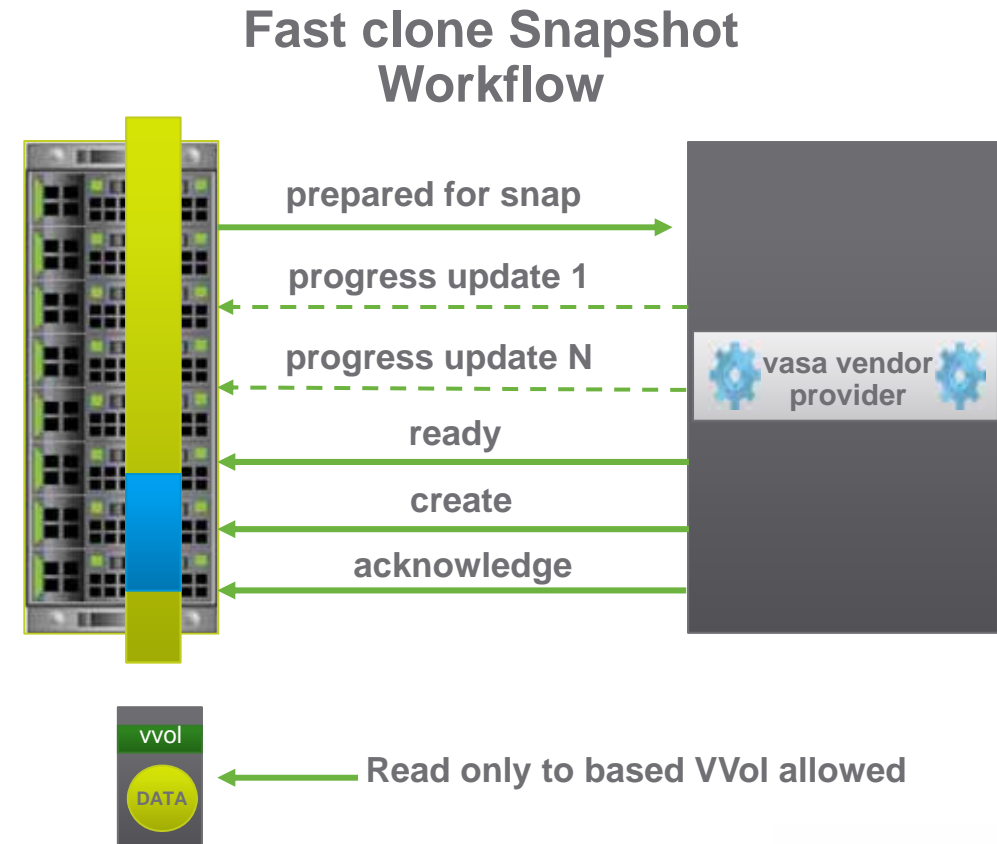 Fast clone Snapshot
Workflow
prepared for snap
progress update 1
progress update N
vasa vendor
provider
ready
create
acknowledge
vvol
DATA
Read only to based VVol allowed